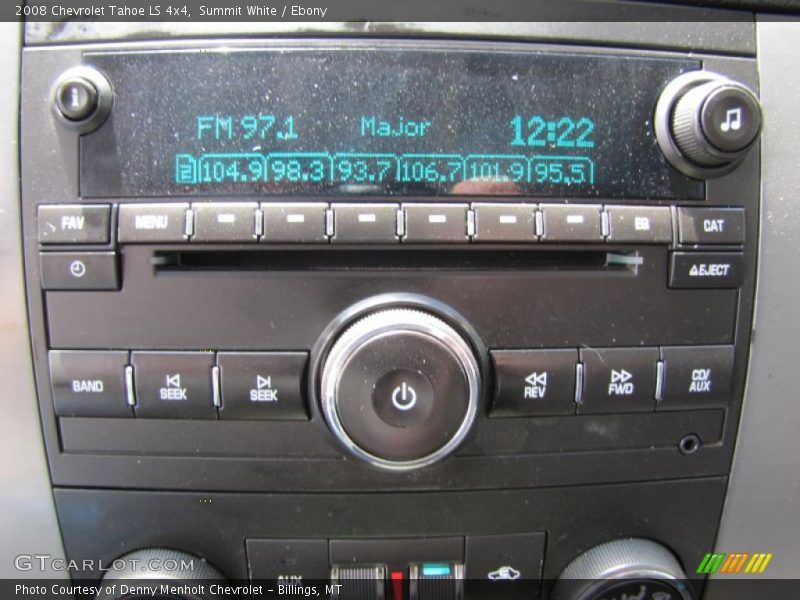 2008 Chevrolet Tahoe LS 4x4, Summit White / Ebony
i
FM 97.1 Major 12:22
2 104.9 98.3 93.7 106.7 101.9 95.5
FAV MENU CAT
EJECT
BAND SEEK SEEK REV FWD CD/AUX
AUX
GTCARLOT.COM
Photo Courtesy of Denny Menholt Chevrolet – Billings, MT